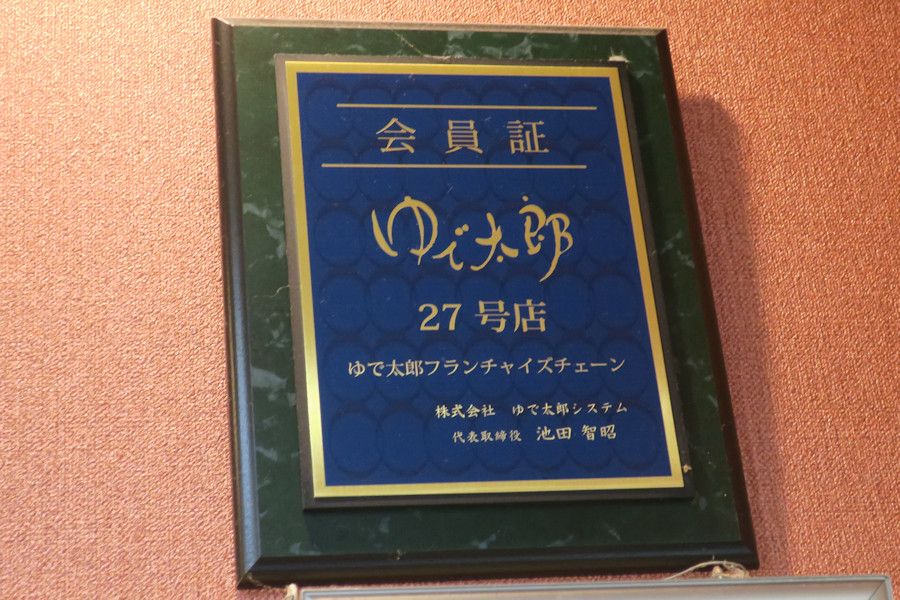 会員証
ゆで太郎
27 号店
ゆで太郎フランチャイズチェーン
株式会社 ゆで太郎システム
代表取締役 池田 智昭